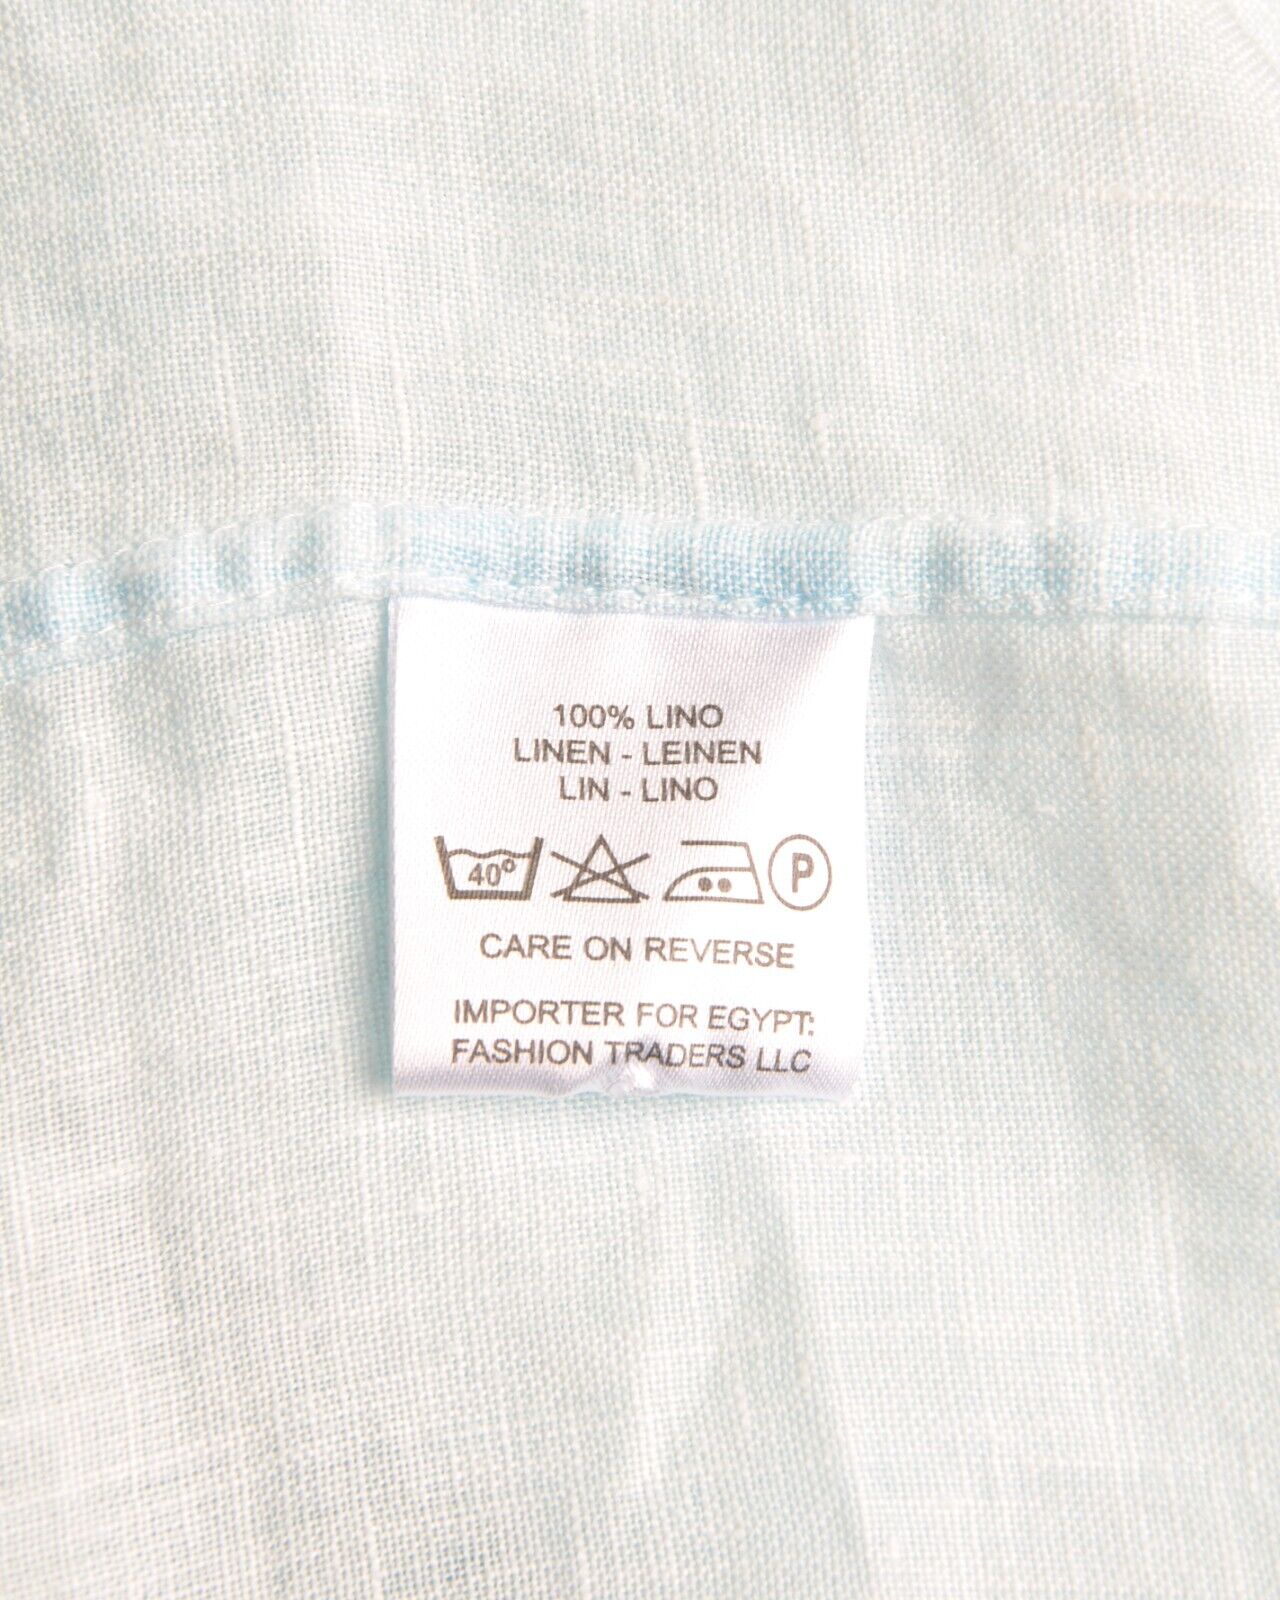 100% LINO
LINEN - LEINEN
LIN - LINO
40° P
CARE ON REVERSE
IMPORTER FOR EGYPT:
FASHION TRADERS LLC